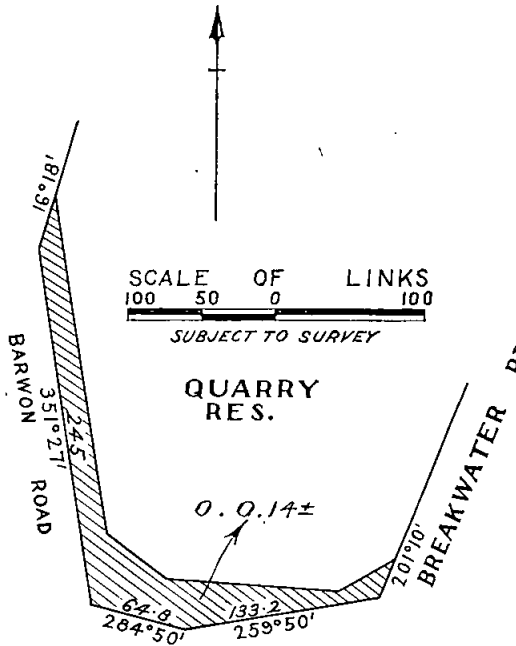 16°18'
SCALE OF LINKS
100 50 0 100
SUBJECT TO SURVEY
QUARRY
RES.
BARWON ROAD
351°27'
245
0.0.14±
BREAKWATER
201°10'
64.8
284°50'
133.2
259°50'